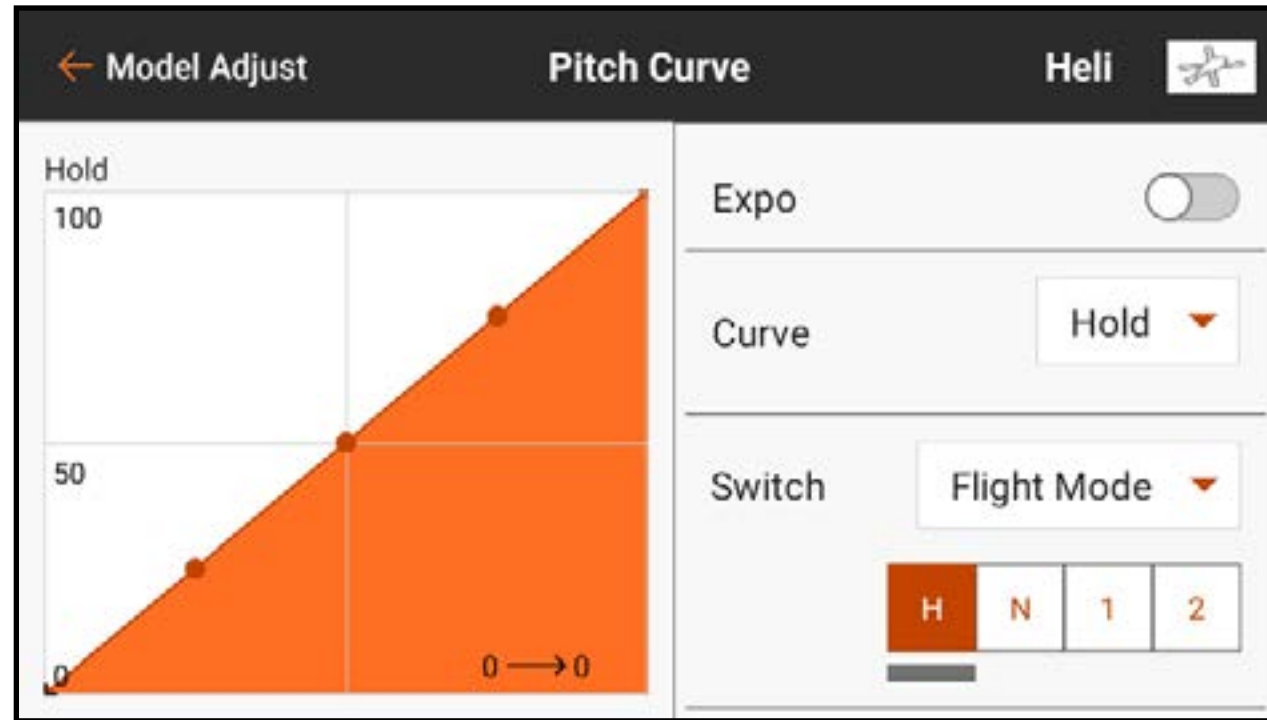 ← Model Adjust Pitch Curve Heli
Hold
100
50
0
0 → 0
Expo
Curve Hold
Switch Flight Mode
H N 1 2